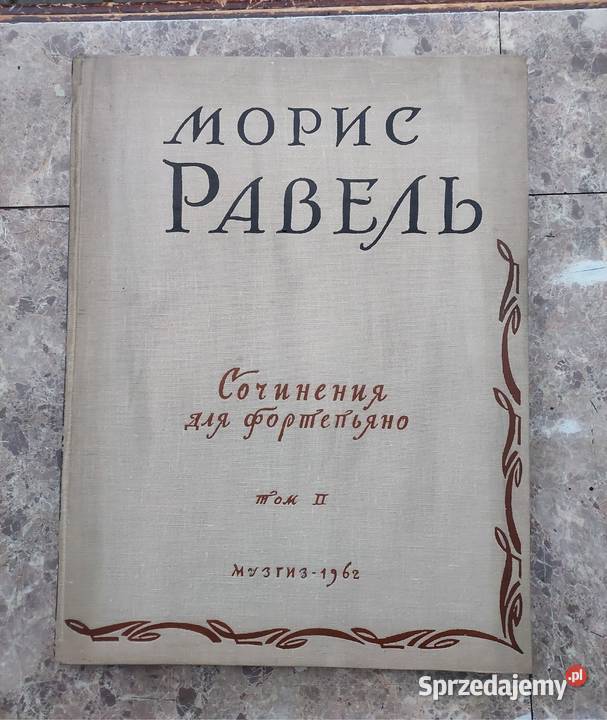 МОРИС
РАВЕЛЬ
Сочинения
для фортепьяно
том II
МУЗГИЗ-1962
Sprzedajemy.pl